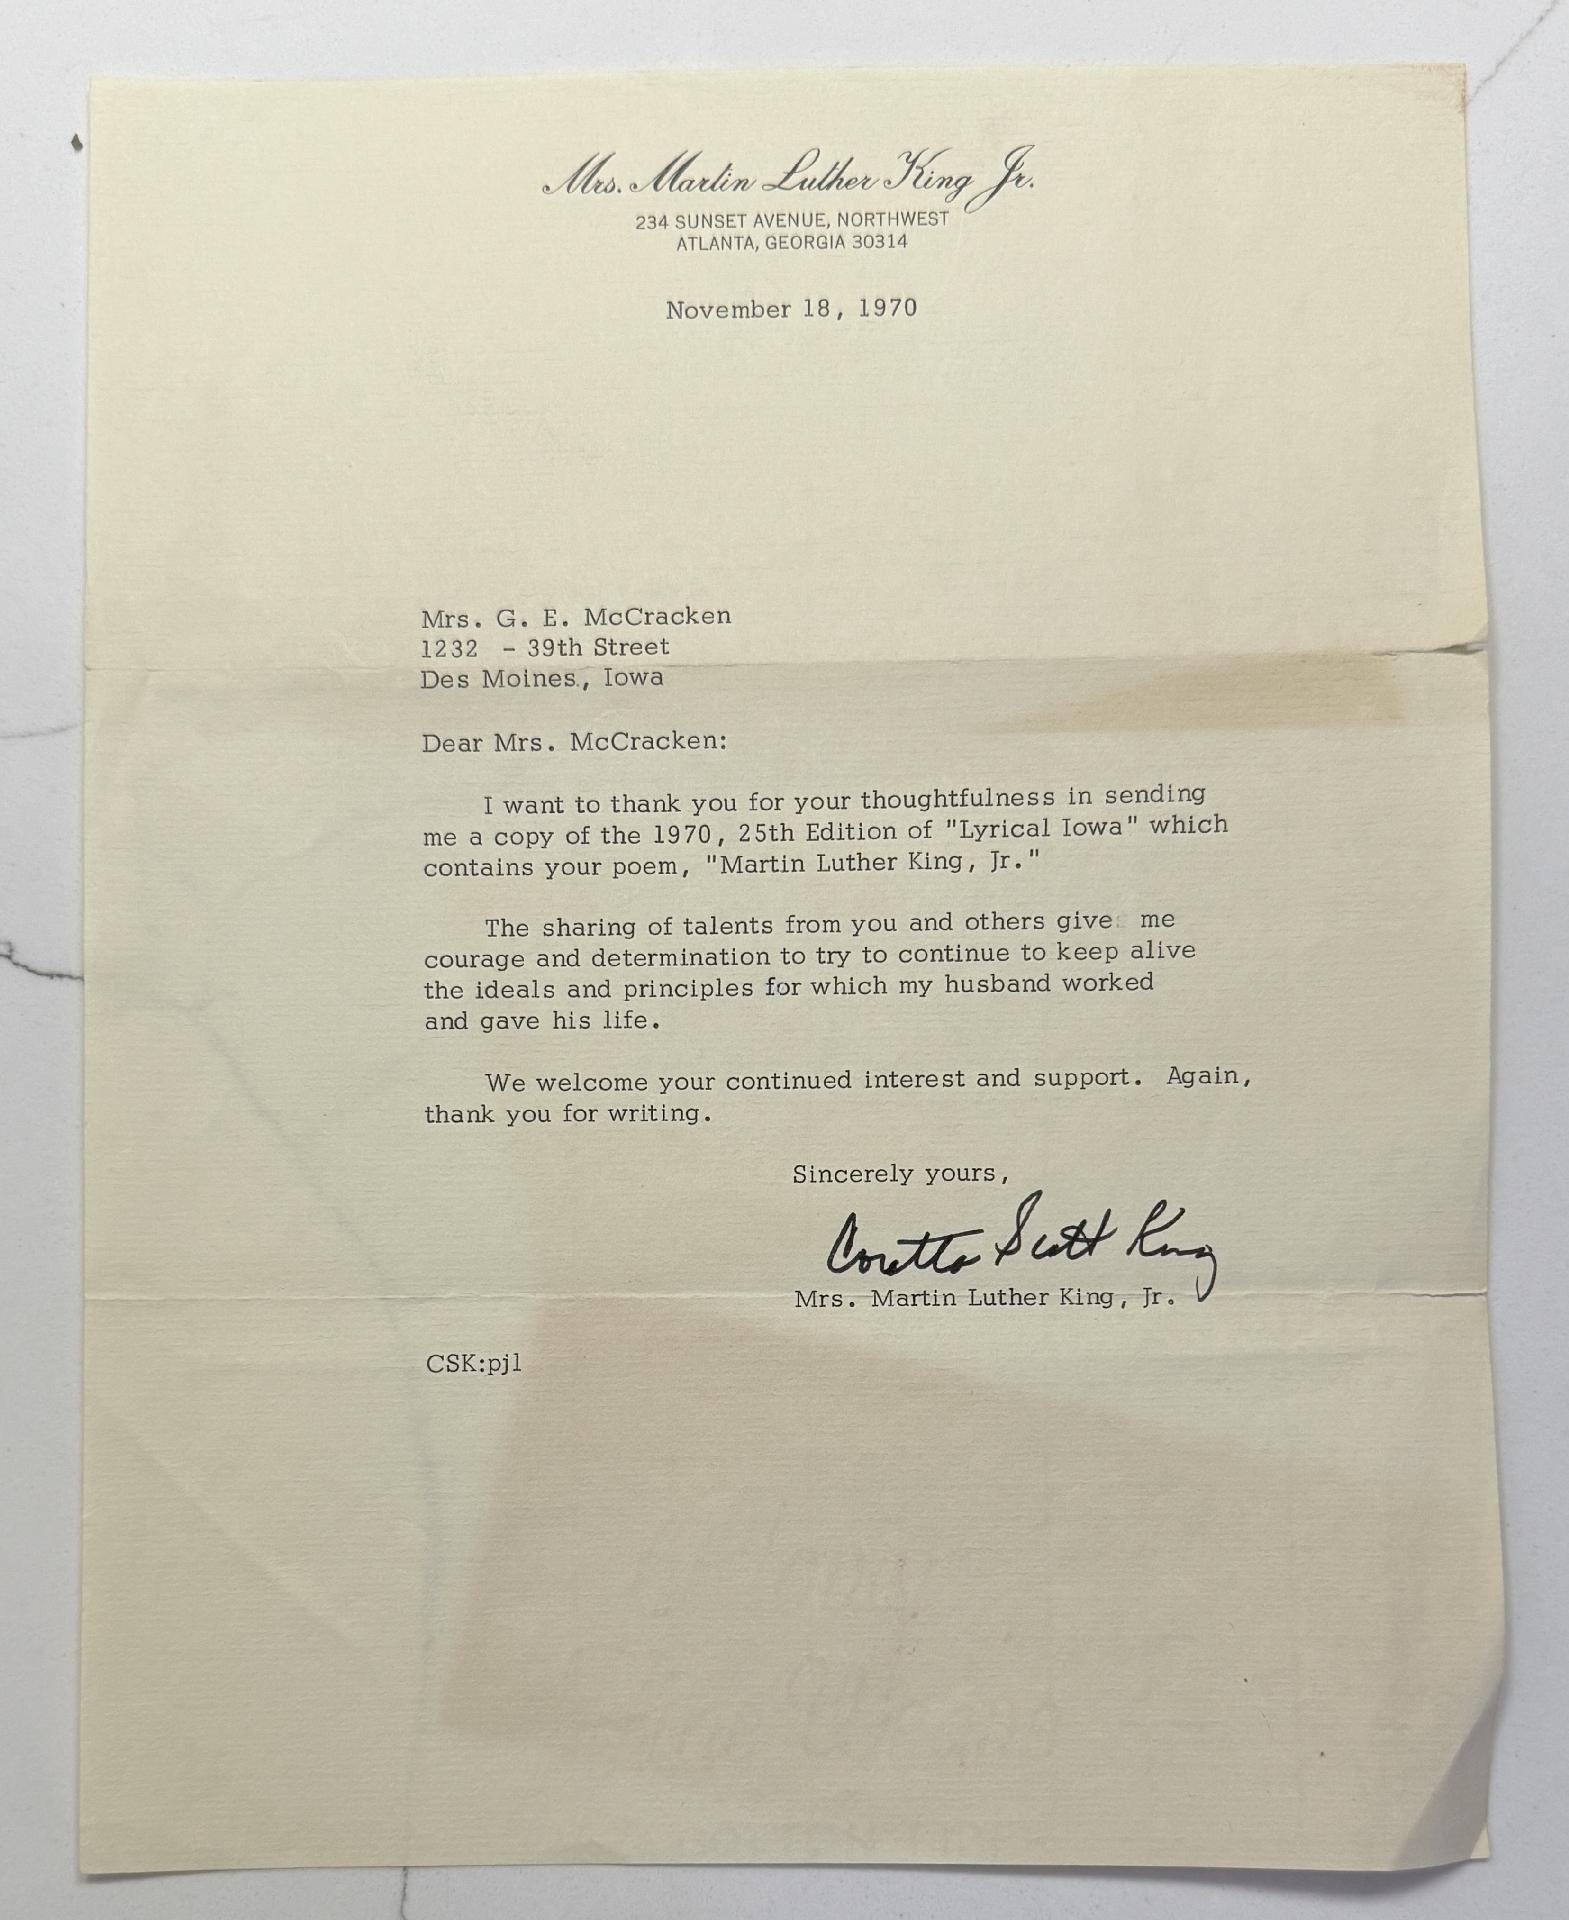 Mrs. Martin Luther King Jr.
234 SUNSET AVENUE, NORTHWEST
ATLANTA, GEORGIA 30314
November 18, 1970
Mrs. G. E. McCracken
1232 - 39th Street
Des Moines, Iowa
Dear Mrs. McCracken:
I want to thank you for your thoughtfulness in sending
me a copy of the 1970, 25th Edition of "Lyrical Iowa" which
contains your poem, "Martin Luther King, Jr."
The sharing of talents from you and others give me
courage and determination to try to continue to keep alive
the ideals and principles for which my husband worked
and gave his life.
We welcome your continued interest and support. Again,
thank you for writing.
Sincerely yours,
Coretta Scott King
Mrs. Martin Luther King, Jr.
CSK:pjl